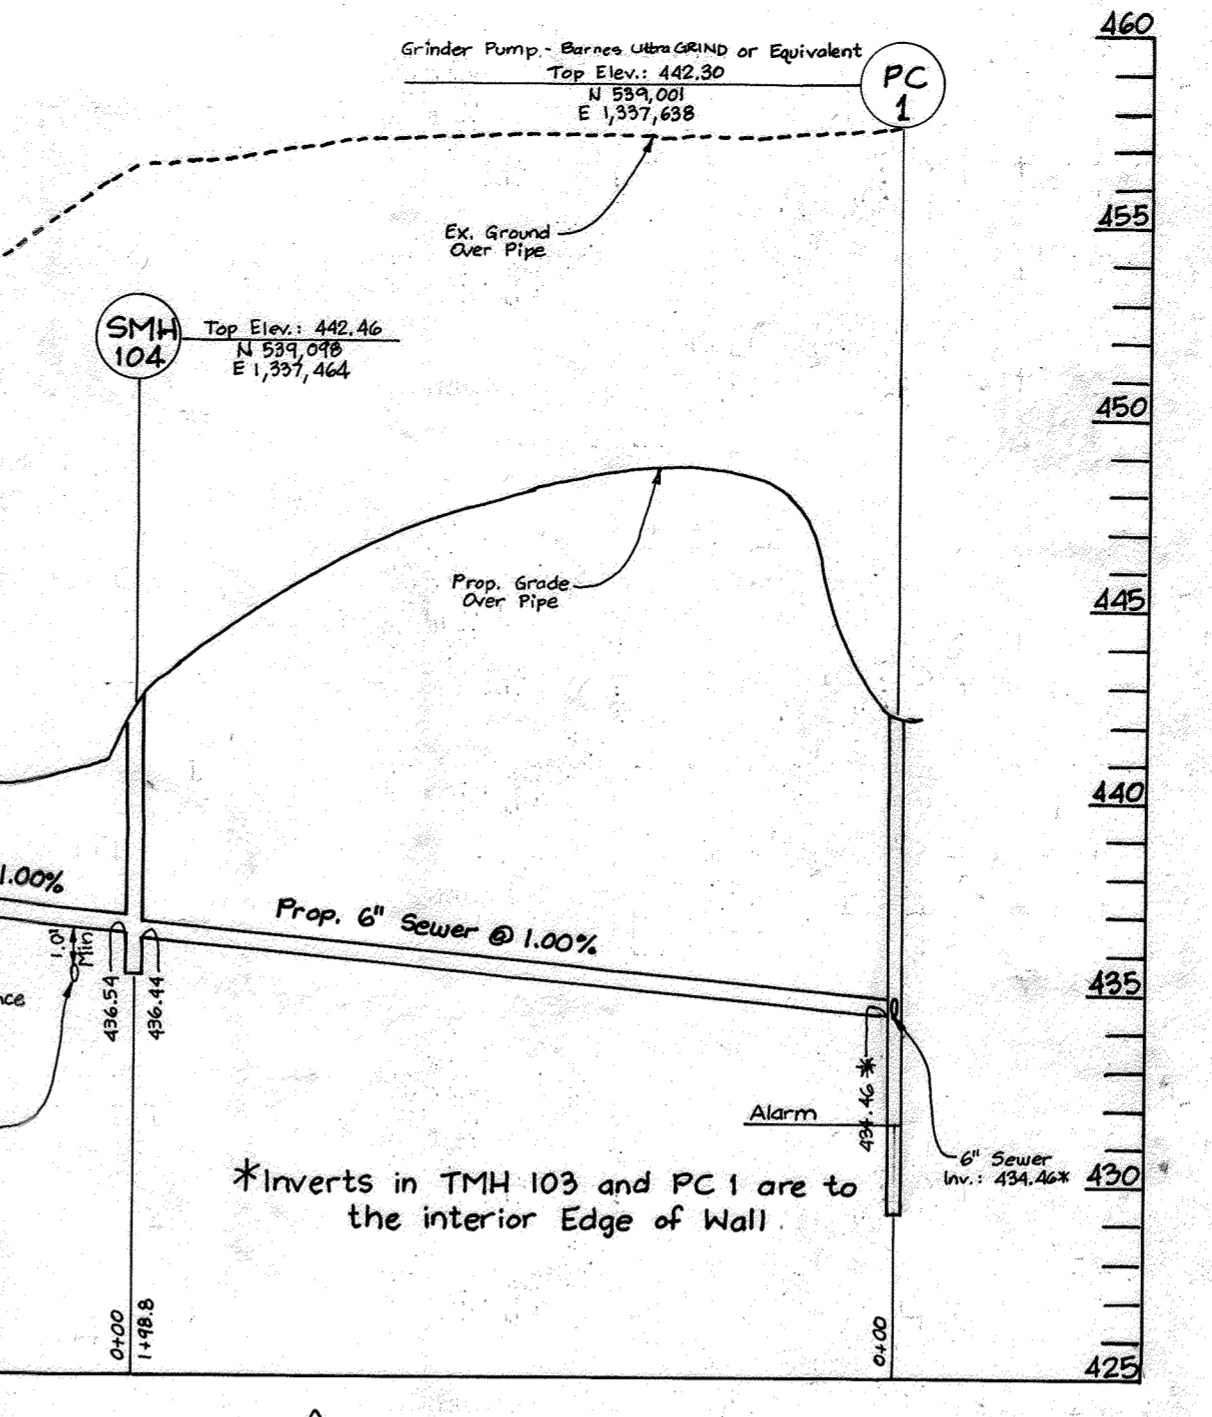 460
Grinder Pump - Barnes UltraGRIND or Equivalent
Top Elev.: 442.30
N 539,001
E 1,337,638
PC
1
455
Ex. Ground
Over Pipe
SMH
104
Top Elev.: 442.46
N 539,098
E 1,337,464
450
Prop. Grade
Over Pipe
445
440
1.00%
Prop. 6" Sewer @ 1.00%
1.0'
Min
nce
436.54
436.44
435
434.46 *
Alarm
6" Sewer
Inv.: 434.46*
430
*Inverts in TMH 103 and PC 1 are to
the interior Edge of Wall
0+00
1+98.8
0+00
425